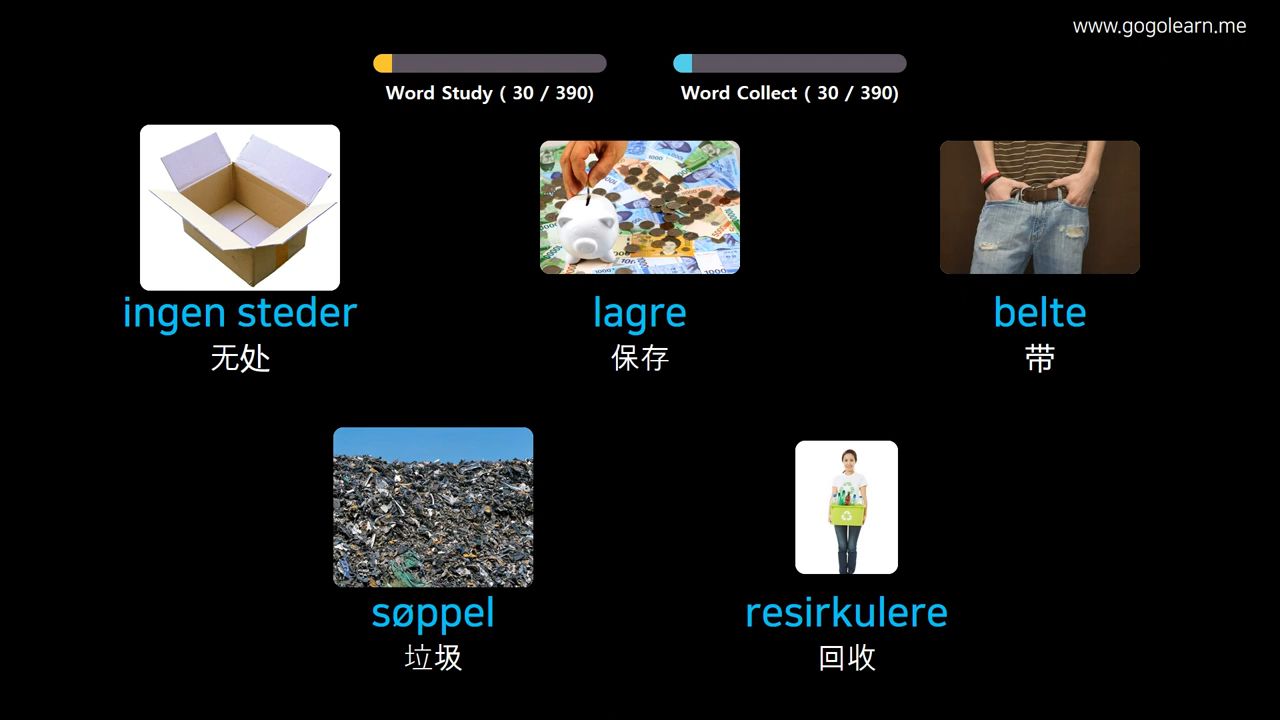 www.gogolearn.me
Word Study ( 30 / 390)
Word Collect ( 30 / 390)
ingen steder
无处
lagre
保存
belte
带
søppel
垃圾
resirkulere
回收